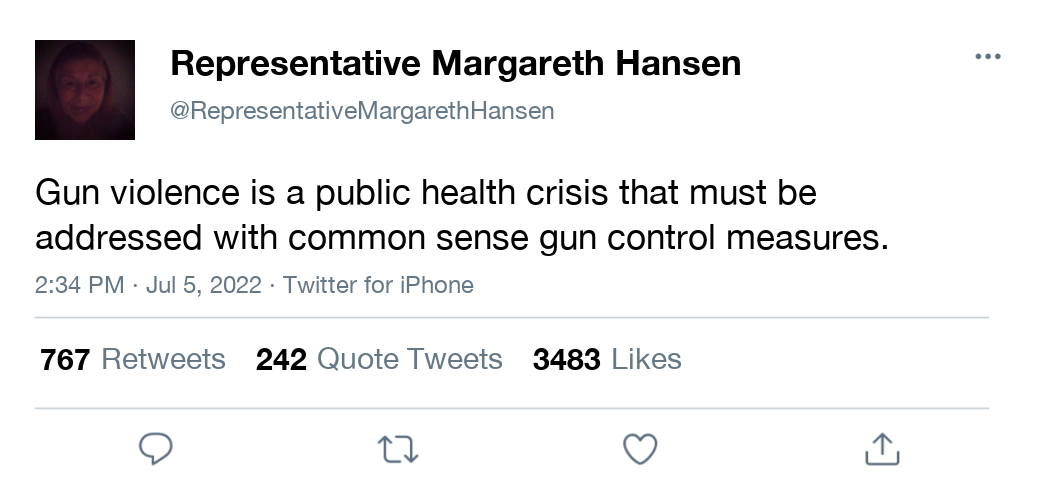 Representative Margareth Hansen
@RepresentativeMargarethHansen
Gun violence is a public health crisis that must be
addressed with common sense gun control measures.
2:34 PM · Jul 5, 2022 · Twitter for iPhone
767 Retweets 242 Quote Tweets 3483 Likes